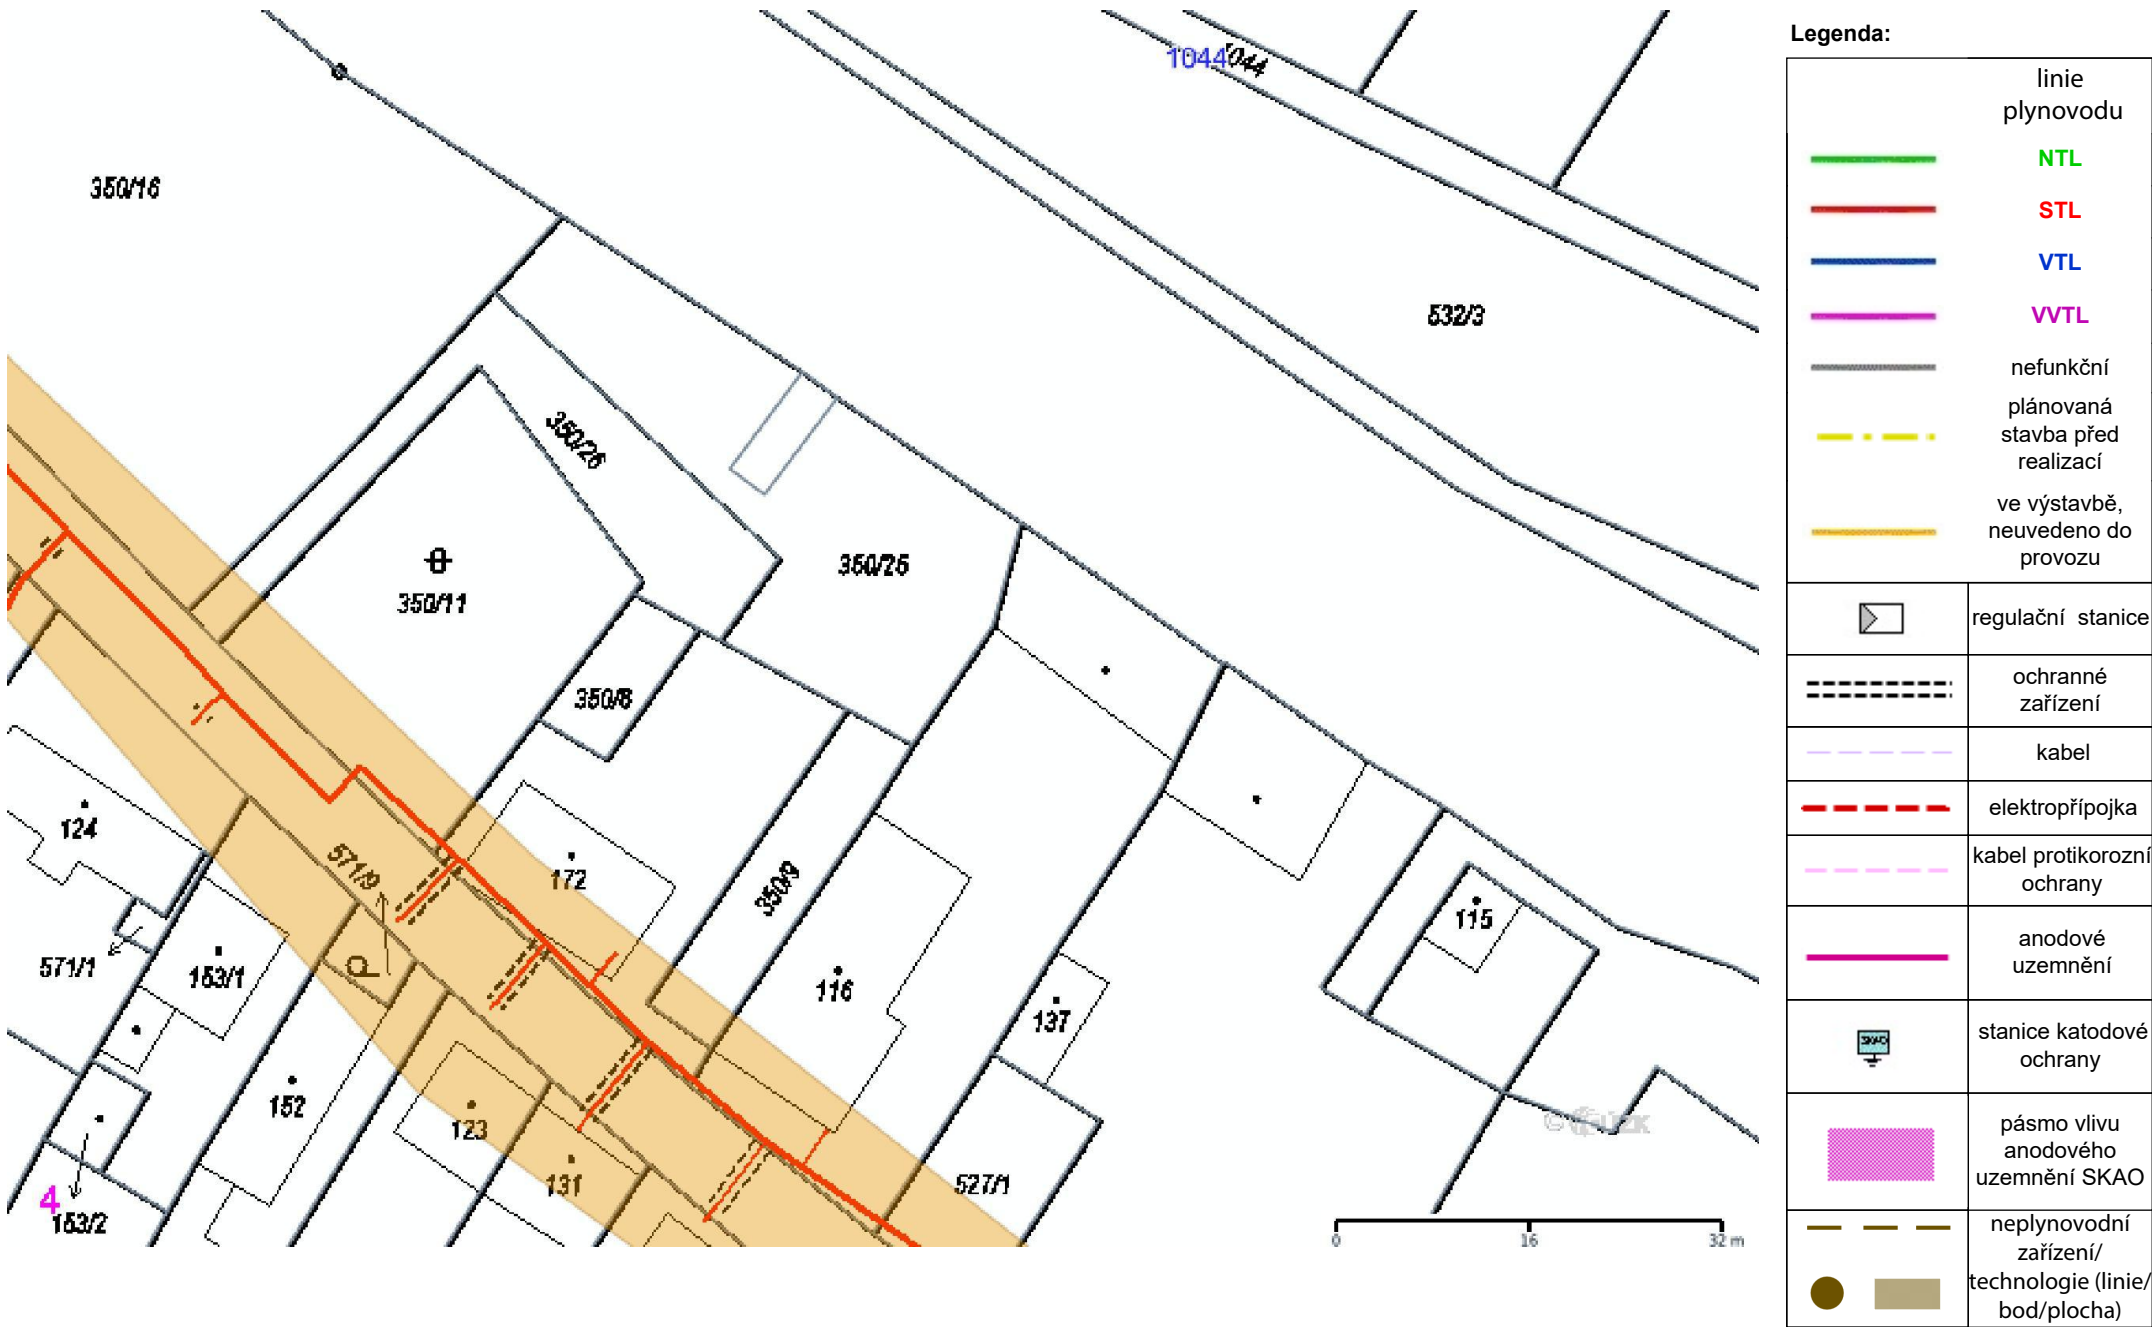 1044
1044
350/16
532/3
350/26
350/25
350/11
350/8
124
571/9
172
350/9
571/1
153/1
116
115
137
152
123
131
527/1
4
153/2
0 16 32 m
Legenda:
linie
plynovodu
NTL
STL
VTL
VVTL
nefunkční
plánovaná
stavba před
realizací
ve výstavbě,
neuvedeno do
provozu
regulační stanice
ochranné
zařízení
kabel
elektropřípojka
kabel protikorozní
ochrany
anodové
uzemnění
SKAO
stanice katodové
ochrany
pásmo vlivu
anodového
uzemnění SKAO
neplynovodní
zařízení/
technologie (linie/
bod/plocha)